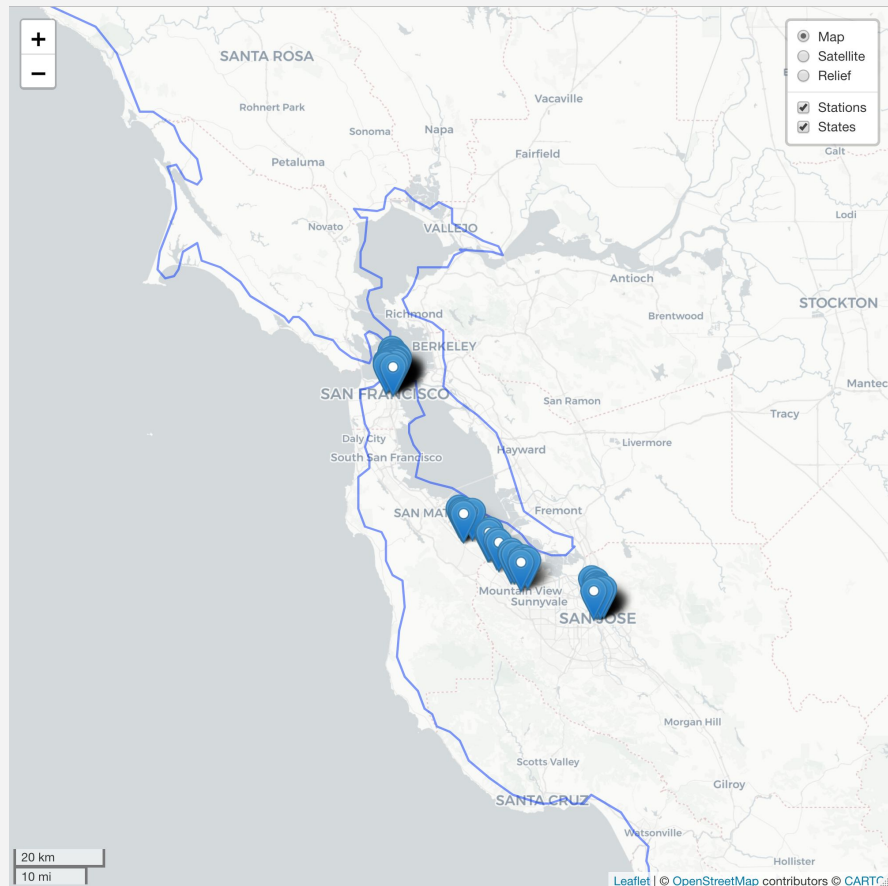 +
−
Map
Satellite
Relief
Stations
States
SANTA ROSA
Rohnert Park
Vacaville
Sonoma
Napa
Fairfield
Galt
Petaluma
Lodi
Novato
VALLEJO
Antioch
STOCKTON
Richmond
Brentwood
BERKELEY
SAN FRANCISCO
San Ramon
Mantec
Tracy
Daly City
Livermore
South San Francisco
Hayward
SAN MAT
Fremont
Mountain View
Sunnyvale
SAN JOSE
Morgan Hill
Scotts Valley
Gilroy
SANTA CRUZ
Watsonville
20 km
10 mi
Hollister
Leaflet | © OpenStreetMap contributors © CARTO